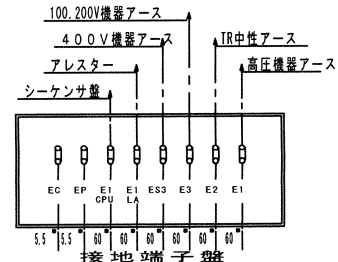 100.200V機器アース
400V機器アース
TR中性アース
アレスター
高圧機器アース
シーケンサ盤
EC EP E1 E1 ES3 E3 E2 E1
CPU LA
5.5 5.5 60 60 60 60 60 60
接地端子盤